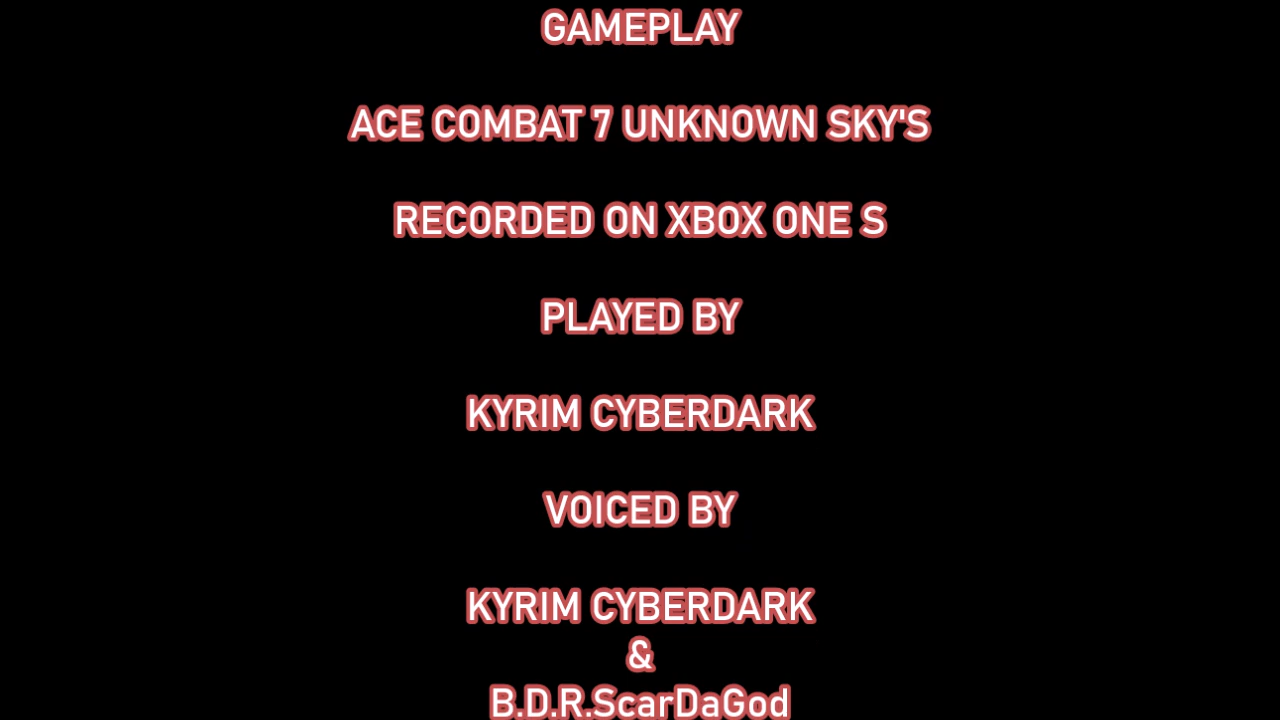 GAMEPLAY
ACE COMBAT 7 UNKNOWN SKY'S
RECORDED ON XBOX ONE S
PLAYED BY
KYRIM CYBERDARK
VOICED BY
KYRIM CYBERDARK
&
B.D.R.ScarDaGod